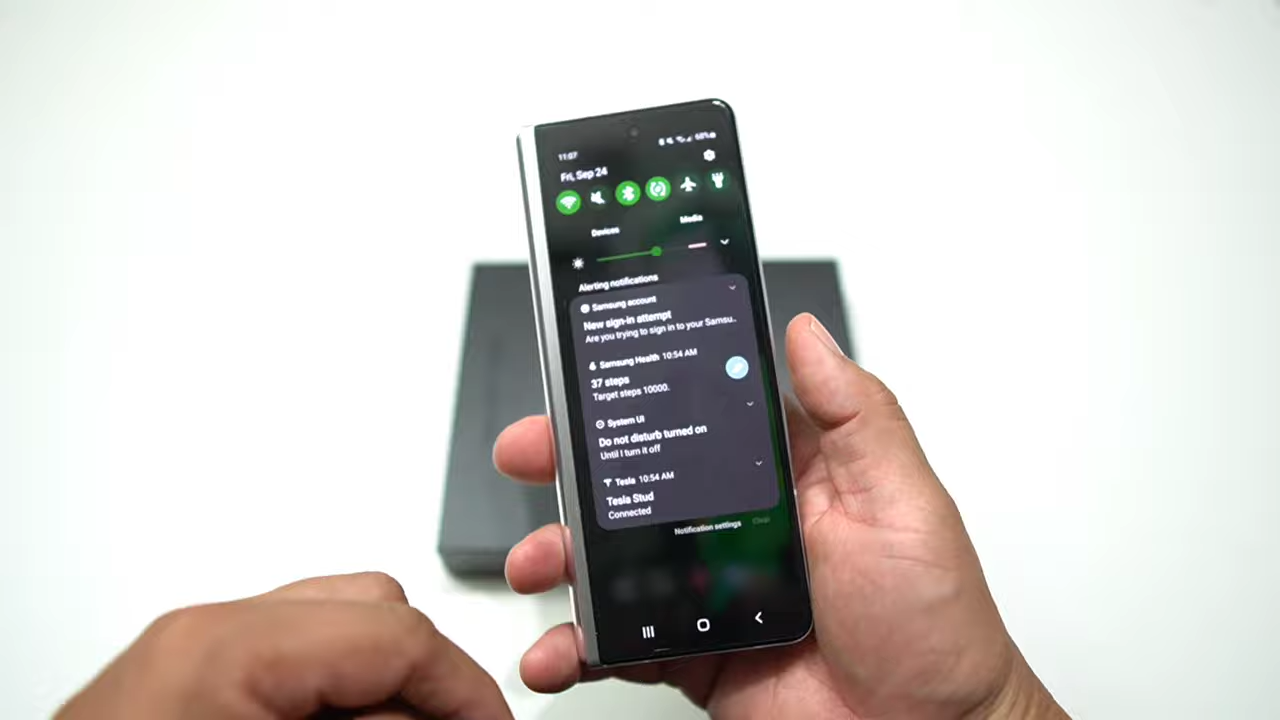 11:07
68%
Fri, Sep 24
Devices
Media
Alerting notifications
Samsung account
New sign-in attempt
Are you trying to sign in to your Samsu..
Samsung Health 10:54 AM
37 steps
Target steps 10000.
System UI
Do not disturb turned on
Until I turn it off
Tesla 10:54 AM
Tesla Stud
Connected
Notification settings
Clear